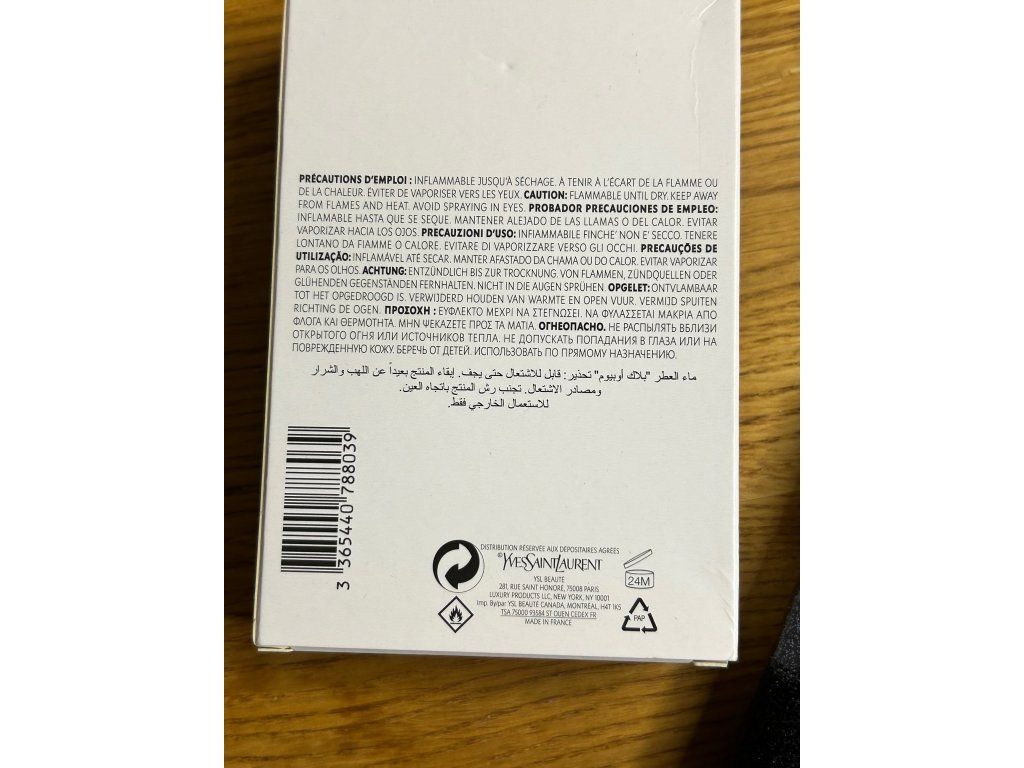 PRÉCAUTIONS D'EMPLOI : INFLAMMABLE JUSQU'À SÉCHAGE. À TENIR À L'ÉCART DE LA FLAMME OU
DE LA CHALEUR. ÉVITER DE VAPORISER VERS LES YEUX. CAUTION: FLAMMABLE UNTIL DRY. KEEP AWAY
FROM FLAMES AND HEAT. AVOID SPRAYING IN EYES. PROBADOR PRECAUCIONES DE EMPLEO:
INFLAMABLE HASTA QUE SE SEQUE. MANTENER ALEJADO DE LAS LLAMAS O DEL CALOR. EVITAR
VAPORIZAR HACIA LOS OJOS. PRECAUZIONI D'USO: INFIAMMABILE FINCHE' NON E' SECCO. TENERE
LONTANO DA FIAMME O CALORE. EVITARE DI VAPORIZZARE VERSO GLI OCCHI. PRECAUÇÕES DE
UTILIZAÇÃO: INFLAMÁVEL ATÉ SECAR. MANTER AFASTADO DA CHAMA OU DO CALOR. EVITAR VAPORIZAR
PARA OS OLHOS. ACHTUNG: ENTZÜNDLICH BIS ZUR TROCKNUNG. VON FLAMMEN, ZÜNDQUELLEN ODER
GLÜHENDEN GEGENSTÄNDEN FERNHALTEN. NICHT IN DIE AUGEN SPRÜHEN. OPGELET: ONTVLAMBAAR
TOT HET OPGEDROOGD IS. VERWIJDERD HOUDEN VAN WARMTE EN OPEN VUUR. VERMIJD SPUITEN
RICHTING DE OGEN. ΠΡΟΣΟΧΗ : ΕΥΦΛΕΚΤΟ ΜΕΧΡΙ ΝΑ ΣΤΕΓΝΩΣΕΙ. ΝΑ ΦΥΛΑΣΣΕΤΑΙ ΜΑΚΡΙΑ ΑΠΟ
ΦΛΟΓΑ ΚΑΙ ΘΕΡΜΟΤΗΤΑ. ΜΗΝ ΨΕΚΑΖΕΤΕ ΠΡΟΣ ΤΑ ΜΑΤΙΑ. ОГНЕОПАСНО. НЕ РАСПЫЛЯТЬ ВБЛИЗИ
ОТКРЫТОГО ОГНЯ ИЛИ ИСТОЧНИКОВ ТЕПЛА. НЕ ДОПУСКАТЬ ПОПАДАНИЯ В ГЛАЗА ИЛИ НА
ПОВРЕЖДЕННУЮ КОЖУ. БЕРЕЧЬ ОТ ДЕТЕЙ. ИСПОЛЬЗОВАТЬ ПО ПРЯМОМУ НАЗНАЧЕНИЮ.
ماء العطر "بلاك أوبيوم" تحذير: قابل للاشتعال حتى يجف. إبقاء المنتج بعيداً عن اللهب والشرار
ومصادر الاشتعال. تجنب رش المنتج باتجاه العين.
للاستعمال الخارجي فقط.
3 365440 788039
DISTRIBUTION RÉSERVÉE AUX DÉPOSITAIRES AGRÉÉS
©YVESSAINTLAURENT
YSL BEAUTÉ
281, RUE SAINT HONORÉ, 75008 PARIS
LUXURY PRODUCTS LLC, NEW YORK, NY 10001
Imp. By/par YSL BEAUTÉ CANADA, MONTRÉAL, H4T 1K5
TSA 75000 93584 ST OUEN CEDEX FR
MADE IN FRANCE
24M
PAP